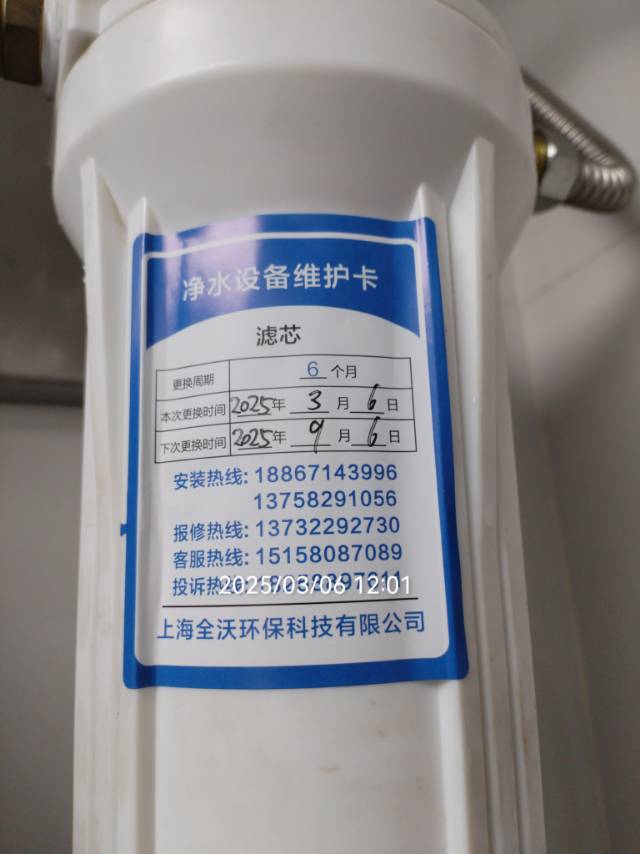 净水设备维护卡
滤芯
更换周期 6 个月
本次更换时间 2025年 3 月 6 日
下次更换时间 2025年 9 月 6 日
安装热线: 18867143996
13758291056
报修热线: 13732292730
客服热线: 15158087089
投诉热
2025/03/06 12:01
上海全沃环保科技有限公司